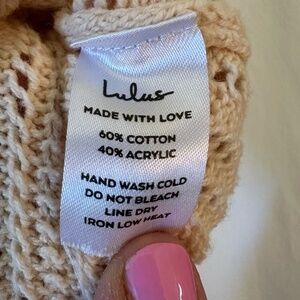 Lulus
MADE WITH LOVE
60% COTTON
40% ACRYLIC
HAND WASH COLD
DO NOT BLEACH
LINE DRY
IRON LOW HEAT